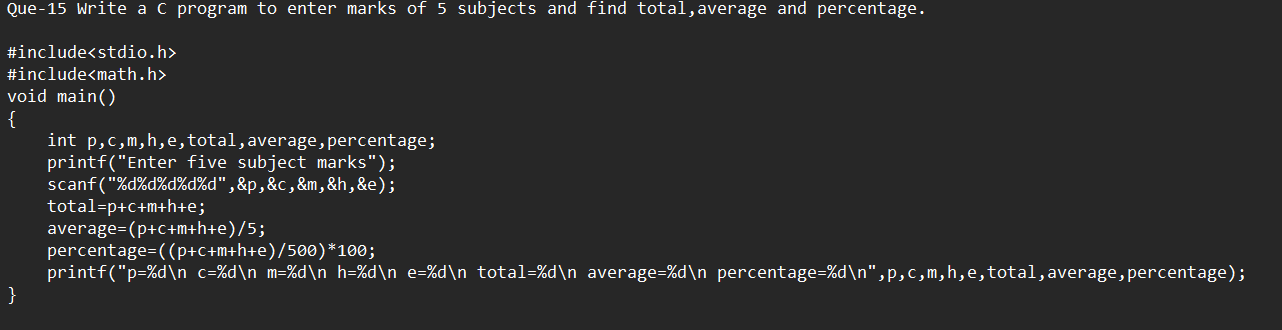 Que-15 Write a C program to enter marks of 5 subjects and find total,average and percentage.

#include<stdio.h>
#include<math.h>
void main()
{
    int p,c,m,h,e,total,average,percentage;
    printf("Enter five subject marks");
    scanf("%d%d%d%d%d",&p,&c,&m,&h,&e);
    total=p+c+m+h+e;
    average=(p+c+m+h+e)/5;
    percentage=((p+c+m+h+e)/500)*100;
    printf("p=%d\n c=%d\n m=%d\n h=%d\n e=%d\n total=%d\n average=%d\n percentage=%d\n",p,c,m,h,e,total,average,percentage);
}